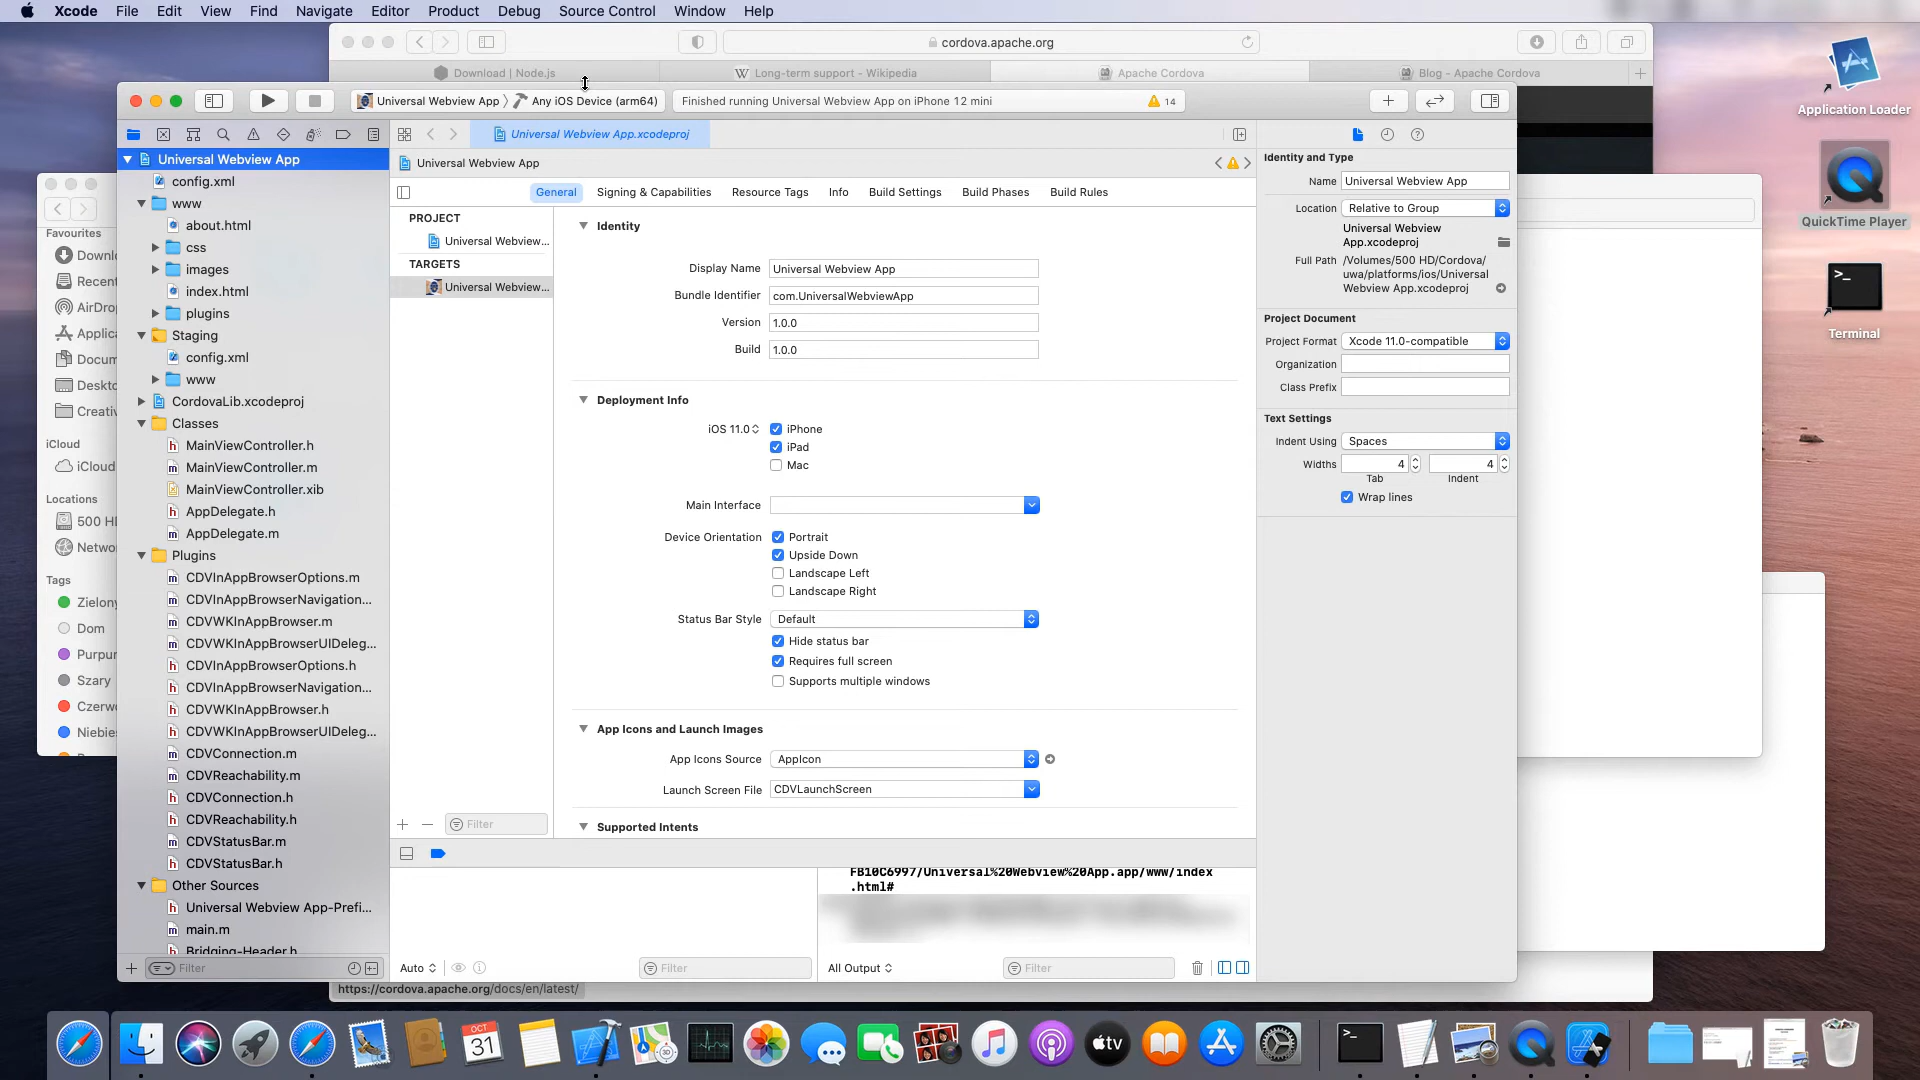 Xcode File Edit View Find Navigate Editor Product Debug Source Control Window Help
cordova.apache.org
Download | Node.js
Long-term support - Wikipedia
Apache Cordova
Blog - Apache Cordova
Universal Webview App
Any iOS Device (arm64)
Finished running Universal Webview App on iPhone 12 mini
14
Universal Webview App.xcodeproj
Universal Webview App
General
Signing & Capabilities
Resource Tags
Info
Build Settings
Build Phases
Build Rules
Favourites
iCloud
iCloud
Locations
500 HD
Tags
Zielony
Dom
Szary
Universal Webview App
config.xml
www
about.html
css
images
index.html
plugins
Staging
config.xml
www
CordovaLib.xcodeproj
Classes
MainViewController.h
MainViewController.m
MainViewController.xib
AppDelegate.h
AppDelegate.m
Plugins
CDVInAppBrowserOptions.m
CDVInAppBrowserNavigation...
CDVWKInAppBrowser.m
CDVWKInAppBrowserUIDeleg...
CDVInAppBrowserOptions.h
CDVInAppBrowserNavigation...
CDVWKInAppBrowser.h
CDVWKInAppBrowserUIDeleg...
CDVConnection.m
CDVReachability.m
CDVConnection.h
CDVReachability.h
CDVStatusBar.m
CDVStatusBar.h
Other Sources
Universal Webview App-Prefi...
main.m
Bridging-Header.h
Filter
PROJECT
Universal Webview...
TARGETS
Universal Webview...
Filter
Identity
Display Name Universal Webview App
Bundle Identifier com.UniversalWebviewApp
Version 1.0.0
Build 1.0.0
Deployment Info
iOS 11.0
iPhone
iPad
Mac
Main Interface
Device Orientation Portrait
Upside Down
Landscape Left
Landscape Right
Status Bar Style Default
Hide status bar
Requires full screen
Supports multiple windows
App Icons and Launch Images
App Icons Source AppIcon
Launch Screen File CDVLaunchScreen
Supported Intents
FB10C6997/Universal%20Webview%20App.app/www/index
.html#
Auto
Filter
All Output
Filter
Identity and Type
Name Universal Webview App
Location Relative to Group
Universal Webview
App.xcodeproj
Full Path /Volumes/500 HD/Cordova/
uwa/platforms/ios/Universal
Webview App.xcodeproj
Project Document
Project Format Xcode 11.0-compatible
Organization
Class Prefix
Text Settings
Indent Using Spaces
Widths 4 4
Tab Indent
Wrap lines
Application Loader
QuickTime Player
Terminal
https://cordova.apache.org/docs/en/latest/
OCT
31
tv